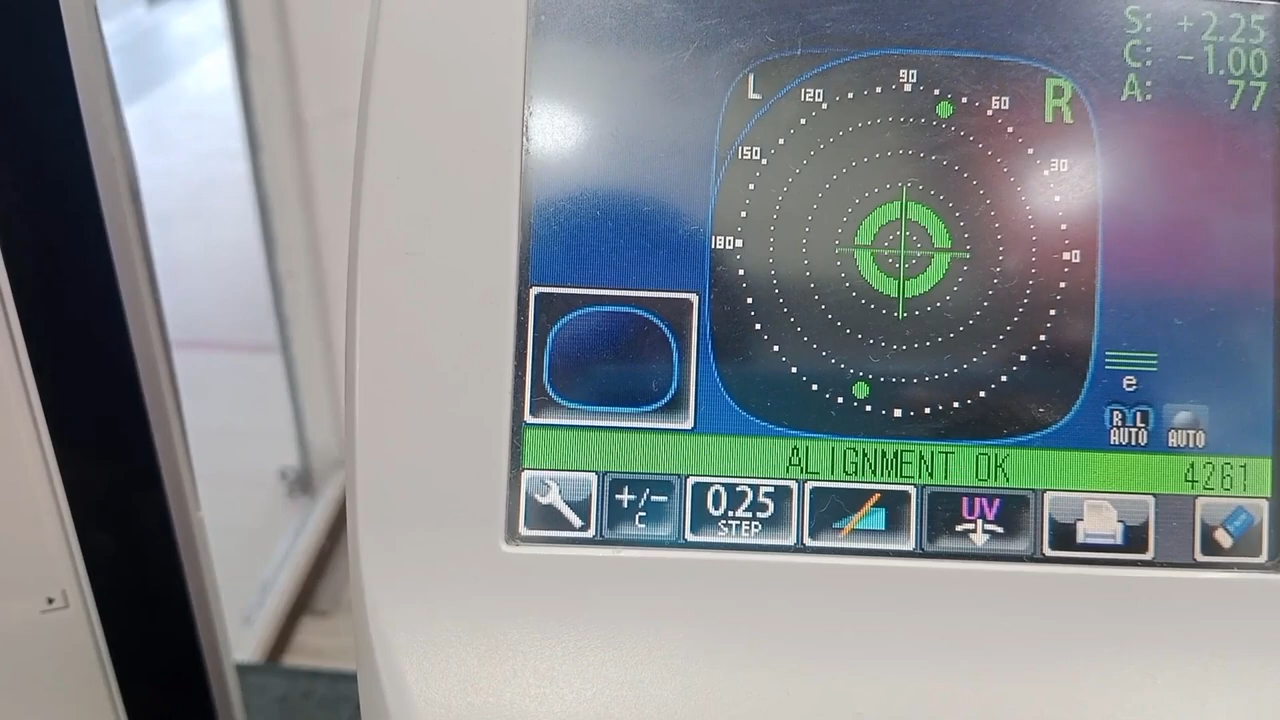 S: +2.25
C: -1.00
A: 77
L
R
90
120
60
150
30
180
0
e
R L
AUTO
AUTO
ALIGNMENT OK
4261
+/-
C
0.25
STEP
UV